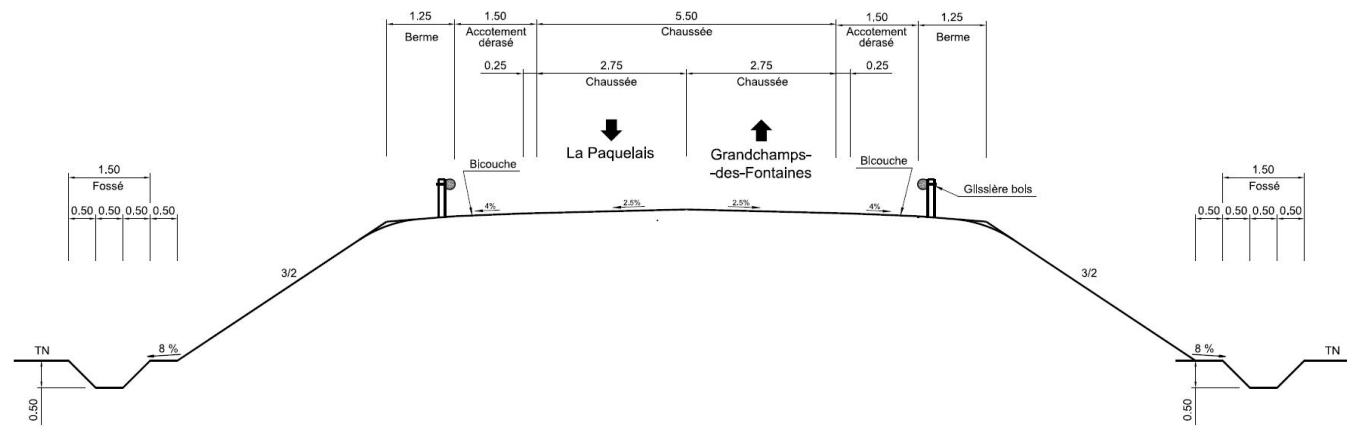 1.25 1.50 5.50 1.50 1.25
Berme Accotement dérasé Chaussée Accotement dérasé Berme
0.25 2.75 2.75 0.25
Chaussée Chaussée
La Paquelais
Grandchamps-
-des-Fontaines
Bicouche Bicouche
Glissière bois
1.50 1.50
Fossé Fossé
0.50 0.50 0.50 0.50 0.50 0.50 0.50 0.50
4% 2.5% 2.5% 4%
3/2 3/2
TN 8 % 8 % TN
0.50 0.50